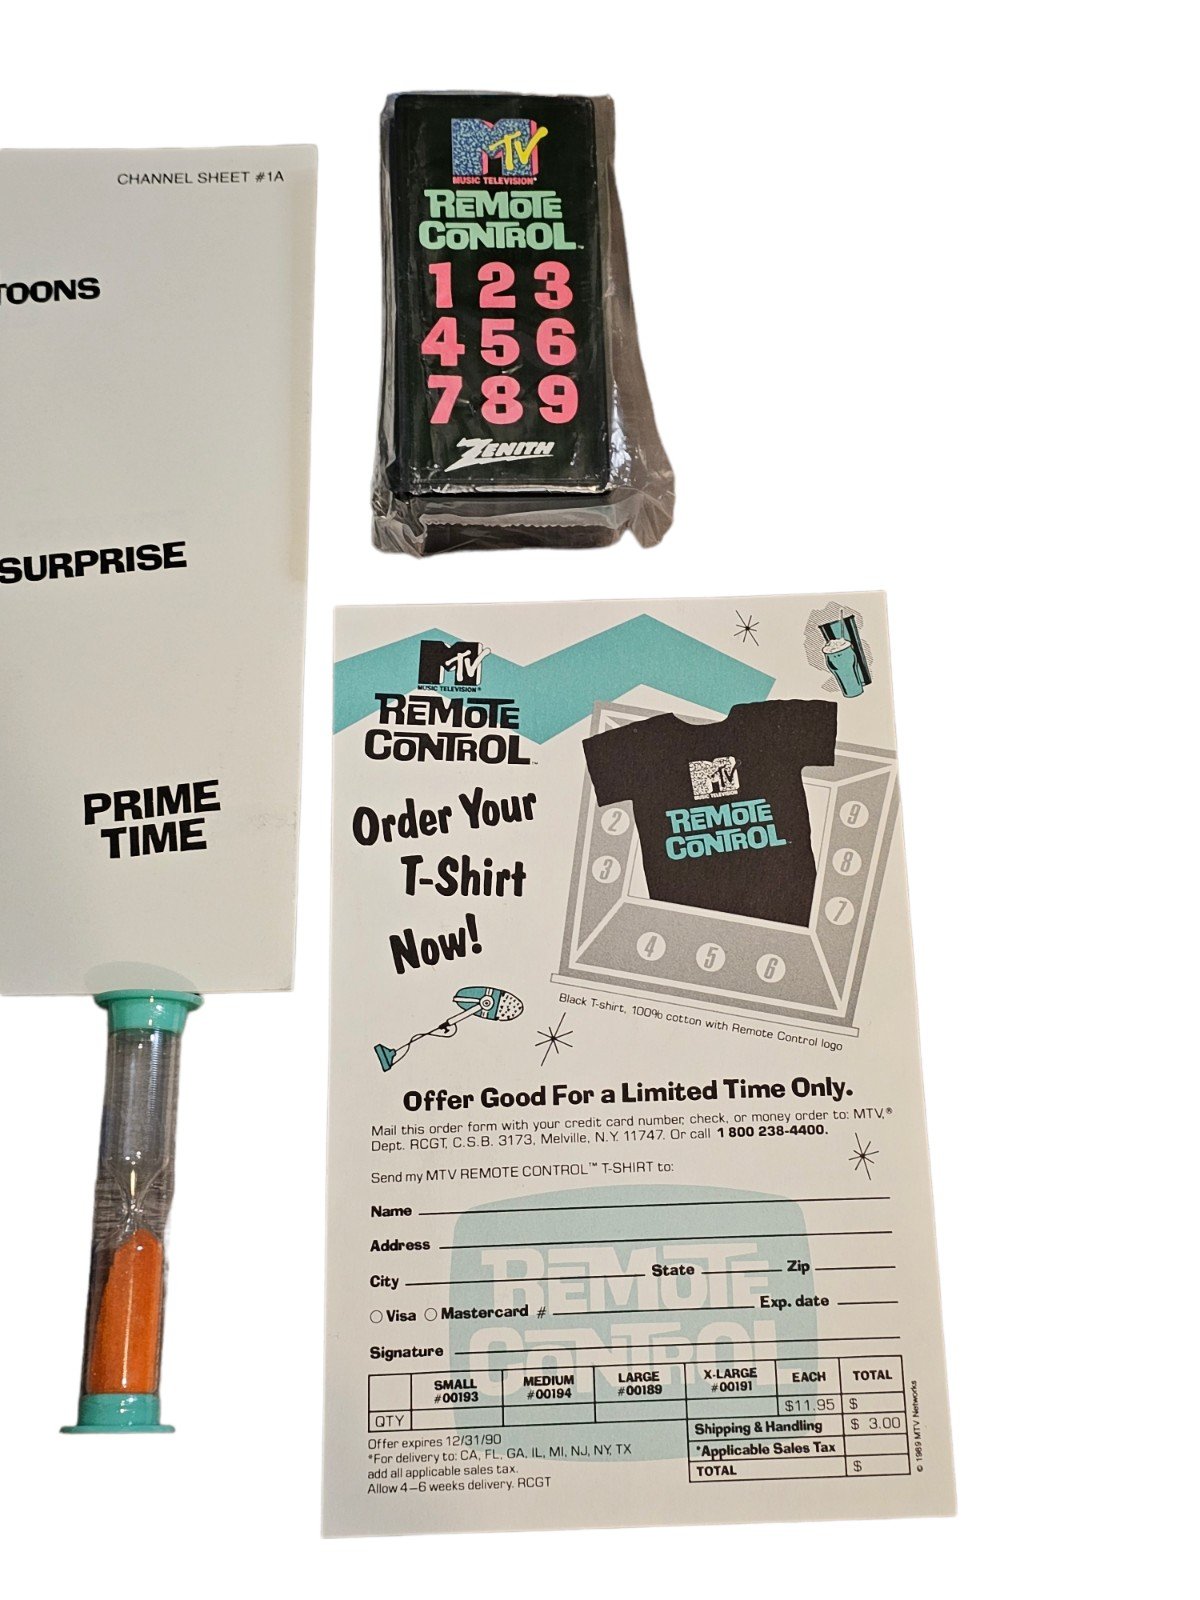 CHANNEL SHEET #1A
TOONS
SURPRISE
PRIME
TIME
MTV
MUSIC TELEVISION®
REMOTE
CONTROL™
1 2 3
4 5 6
7 8 9
ZENITH
MTV
MUSIC TELEVISION®
REMOTE
CONTROL™
Order Your
T-Shirt
Now!
MTV
MUSIC TELEVISION
REMOTE
CONTROL
2
3
4
5
6
7
8
9
Black T-shirt, 100% cotton with Remote Control logo
Offer Good For a Limited Time Only.
Mail this order form with your credit card number, check, or money order to: MTV,®
Dept. RCGT, C.S.B. 3173, Melville, N.Y. 11747. Or call 1 800 238-4400.
Send my MTV REMOTE CONTROL™ T-SHIRT to:
Name
Address
City State Zip
Visa Mastercard # Exp. date
Signature
REMOTE
CONTROL
SMALL #00193 MEDIUM #00194 LARGE #00189 X-LARGE #00191 EACH TOTAL
QTY $11.95 $
Shipping & Handling $ 3.00
*Applicable Sales Tax
TOTAL $
Offer expires 12/31/90
*For delivery to: CA, FL, GA, IL, MI, NJ, NY, TX
add all applicable sales tax.
Allow 4–6 weeks delivery. RCGT
© 1989 MTV Networks